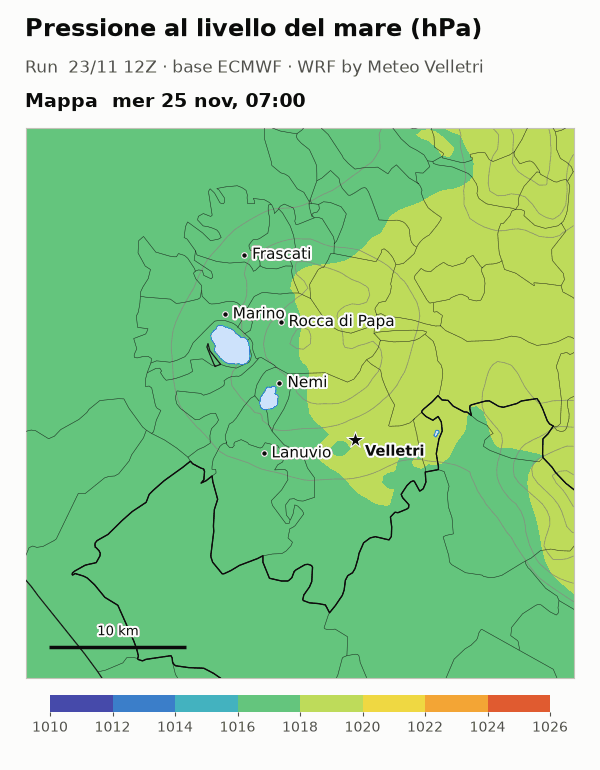 Pressione al livello del mare (hPa)
Run  23/11 12Z · base ECMWF · WRF by Meteo Velletri
Mappa  mer 25 nov, 07:00
Frascati
Marino
Rocca di Papa
Nemi
Velletri
Lanuvio
10 km
1010 1012 1014 1016 1018 1020 1022 1024 1026